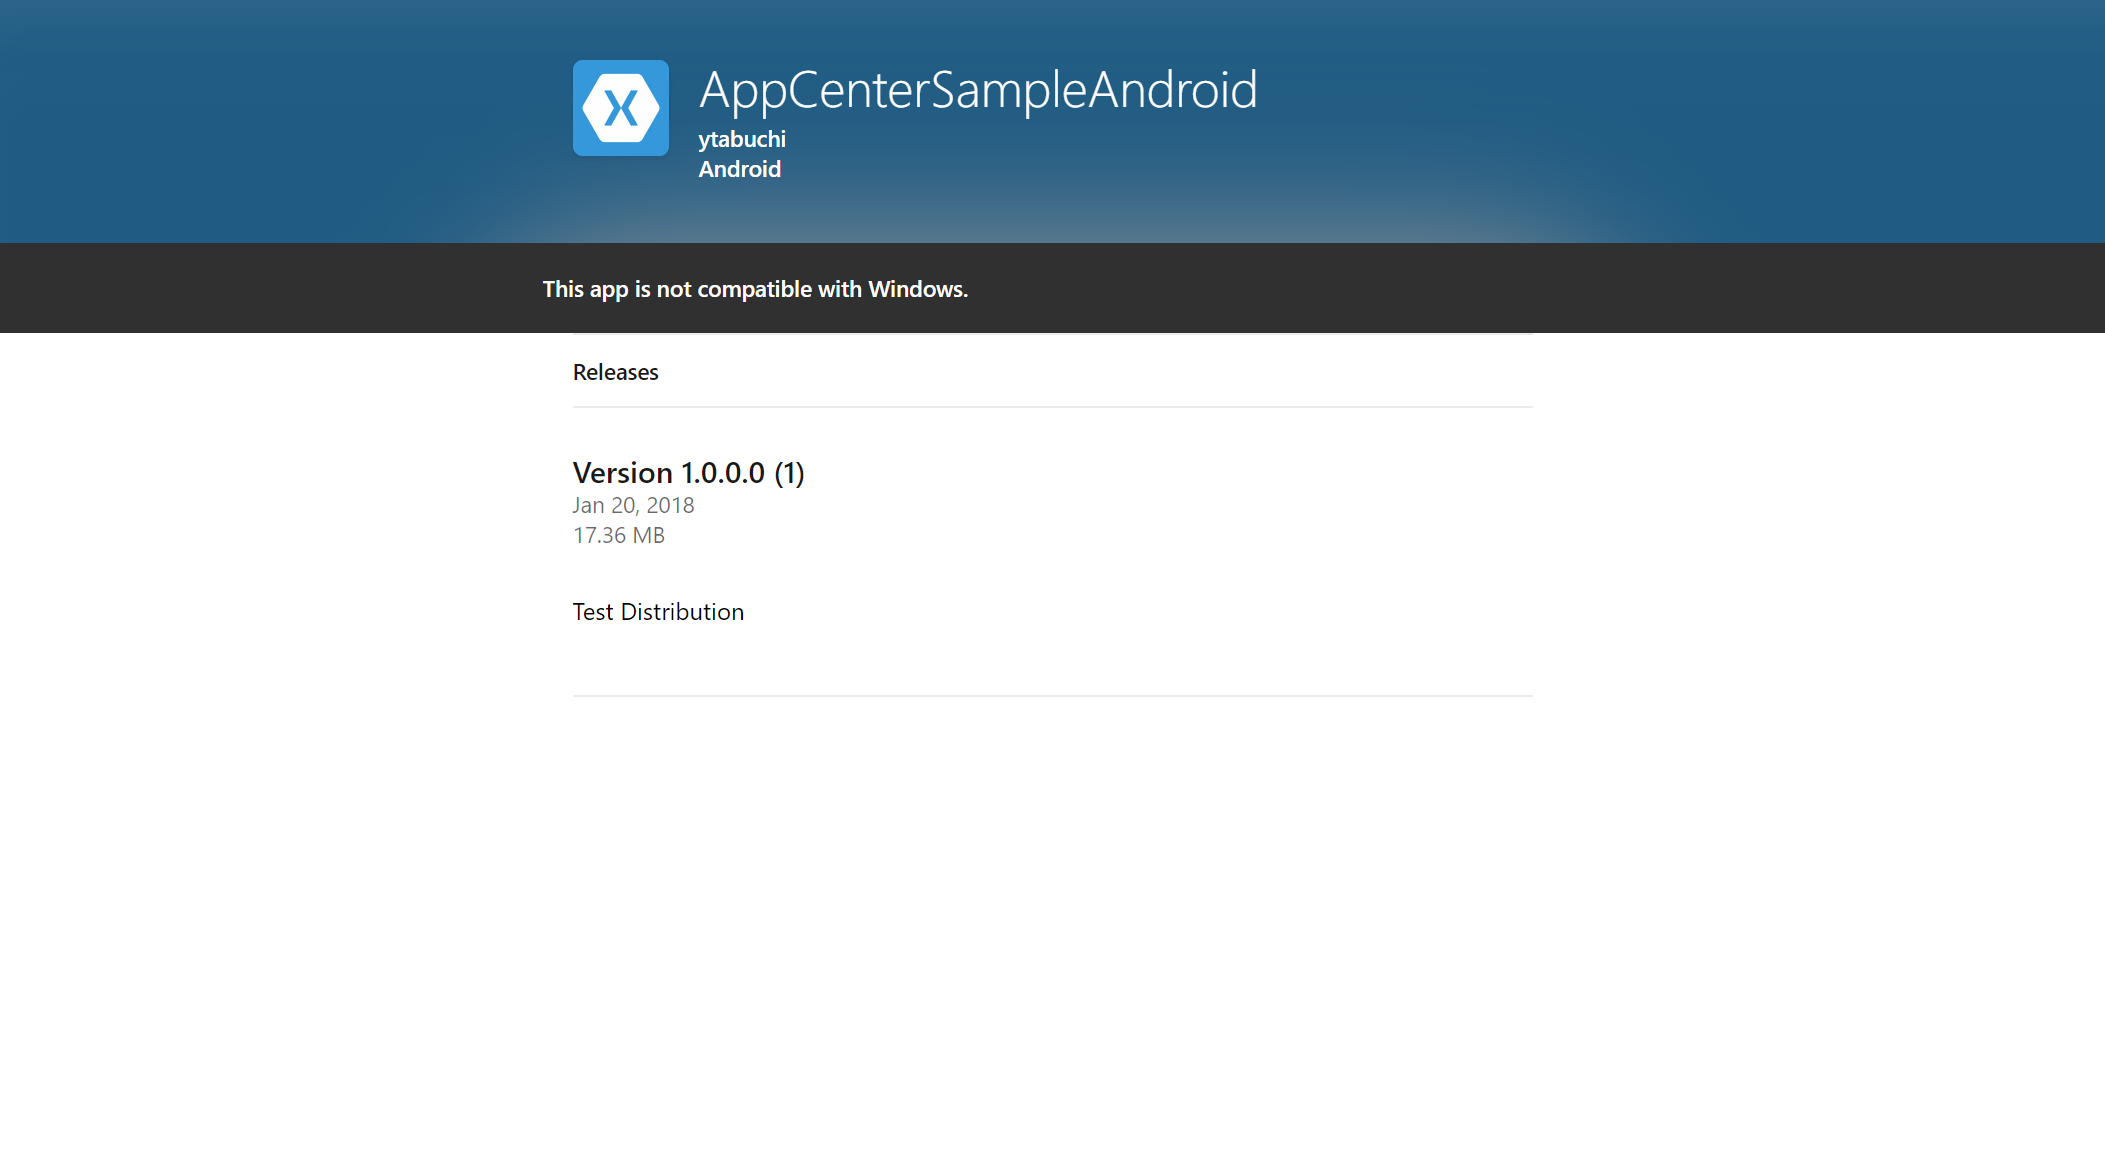 X
AppCenterSampleAndroid
ytabuchi
Android
This app is not compatible with Windows.
Releases
Version 1.0.0.0 (1)
Jan 20, 2018
17.36 MB
Test Distribution